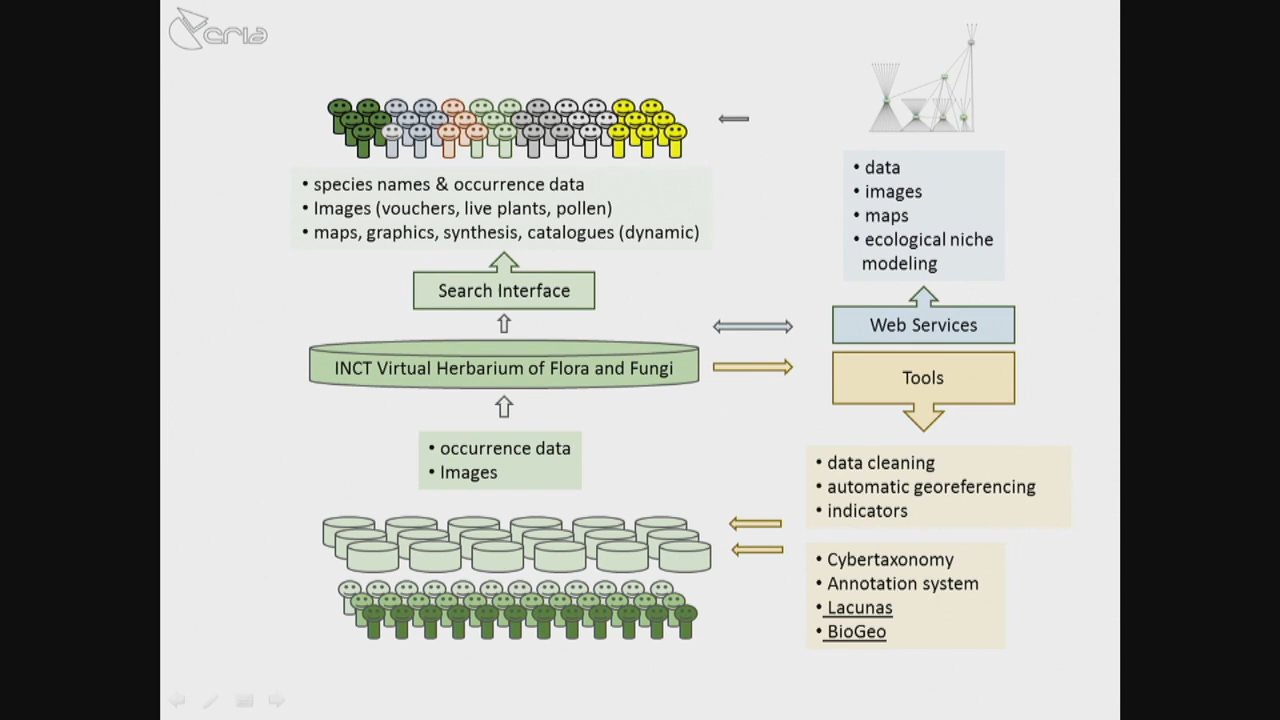 cria
• species names & occurrence data
• Images (vouchers, live plants, pollen)
• maps, graphics, synthesis, catalogues (dynamic)
Search Interface
INCT Virtual Herbarium of Flora and Fungi
• occurrence data
• Images
• data
• images
• maps
• ecological niche
modeling
Web Services
Tools
• data cleaning
• automatic georeferencing
• indicators
• Cybertaxonomy
• Annotation system
• Lacunas
• BioGeo